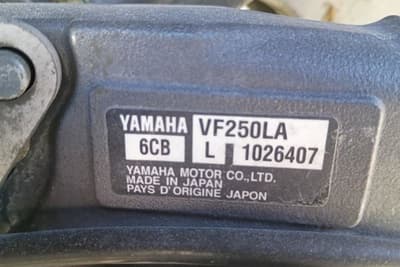 YAMAHA VF250LA
6CB L 1026407
YAMAHA MOTOR CO.,LTD.
MADE IN JAPAN
PAYS D'ORIGINE JAPON